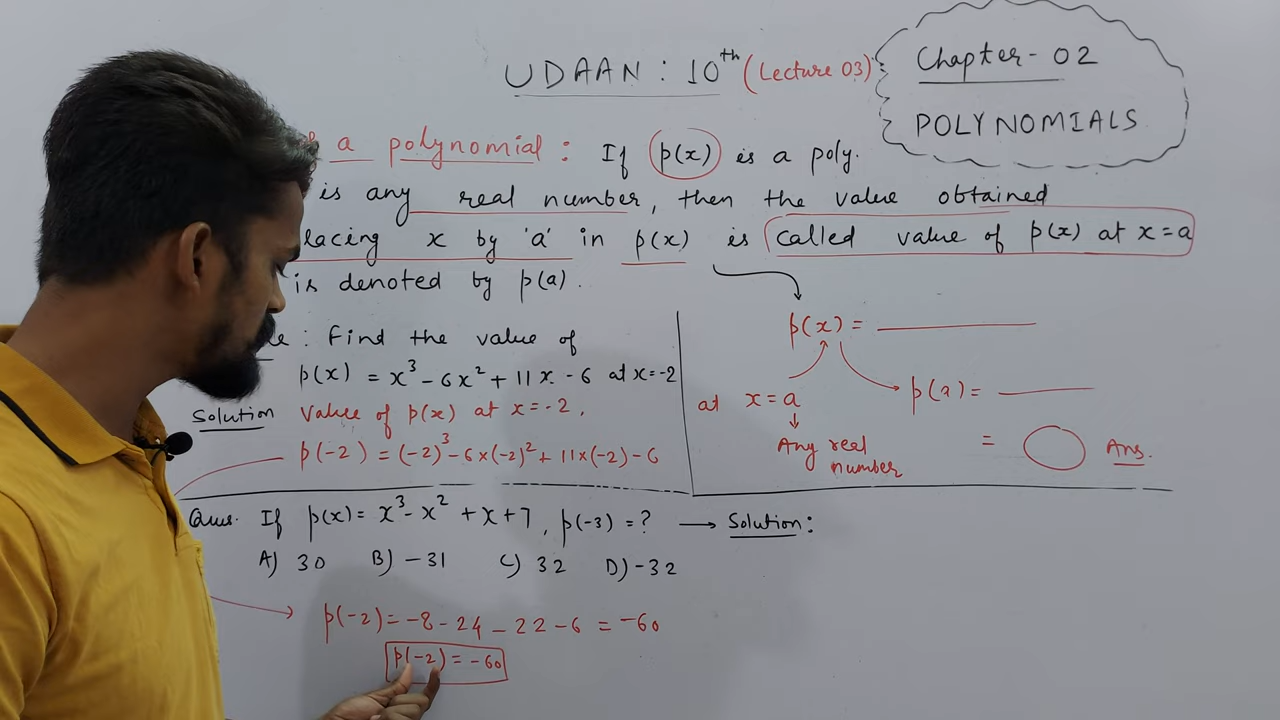 UDAAN : 10th (Lecture 03)
Chapter - 02
POLYNOMIALS
a polynomial : If p(x) is a poly.
is any real number, then the value obtained
lacing x by 'a' in p(x) is called value of p(x) at x=a
is denoted by p(a).
le : Find the value of
p(x) = x³ - 6x² + 11x - 6 at x=-2
Solution Value of p(x) at x=-2,
p(-2) = (-2)³ - 6×(-2)² + 11×(-2) - 6
p(x) =
at x = a
p(a) =
Any real
number
= Ans.
Ques. If p(x) = x³ - x² + x + 7, p(-3) = ? → Solution :
A) 30 B) -31 C) 32 D) -32
p(-2) = -8 - 24 - 22 - 6 = -60
p(-2) = -60